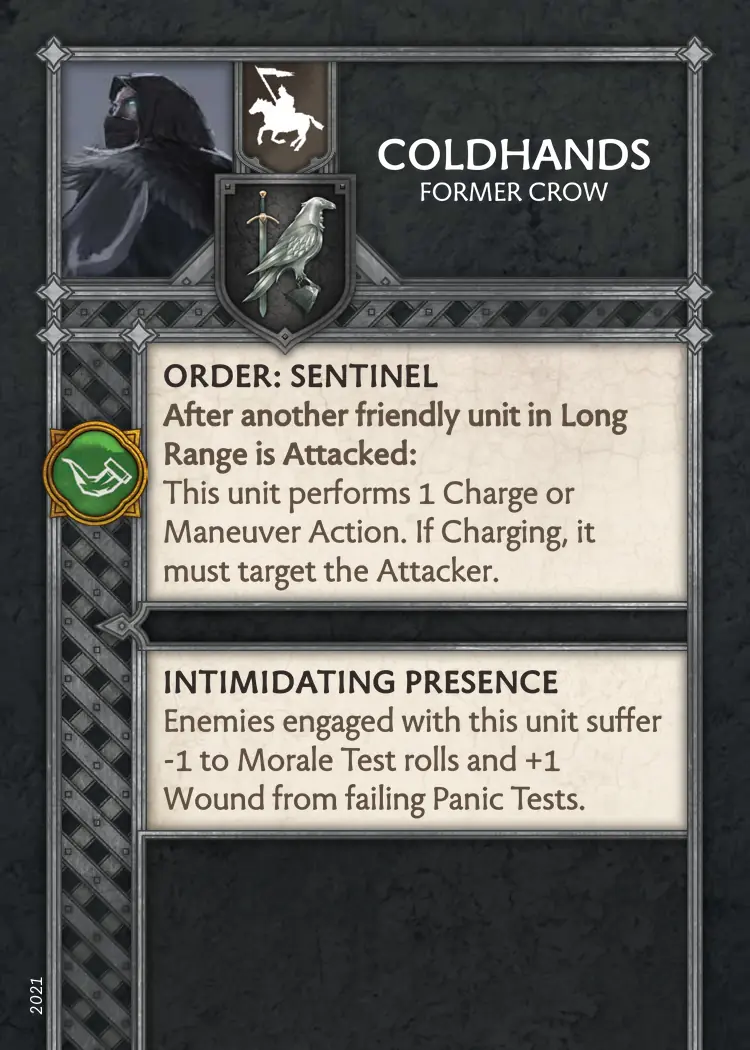 COLDHANDS
FORMER CROW
ORDER: SENTINEL
After another friendly unit in Long
Range is Attacked:
This unit performs 1 Charge or
Maneuver Action. If Charging, it
must target the Attacker.
INTIMIDATING PRESENCE
Enemies engaged with this unit suffer
-1 to Morale Test rolls and +1
Wound from failing Panic Tests.
2021